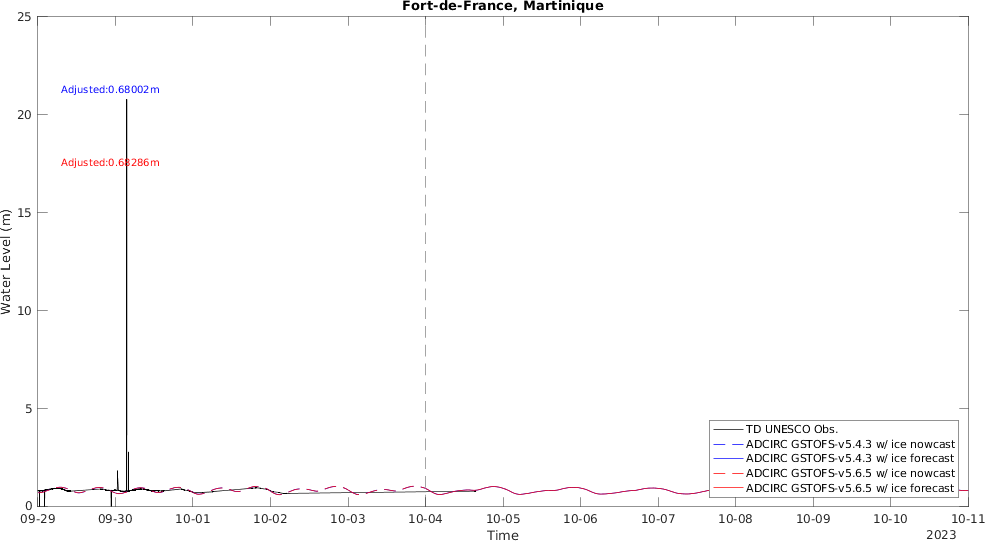 Fort-de-France, Martinique
25
20
15
10
5
0
Water Level (m)
Adjusted:0.68002m
Adjusted:0.68286m
TD UNESCO Obs.
ADCIRC GSTOFS-v5.4.3 w/ ice nowcast
ADCIRC GSTOFS-v5.4.3 w/ ice forecast
ADCIRC GSTOFS-v5.6.5 w/ ice nowcast
ADCIRC GSTOFS-v5.6.5 w/ ice forecast
09-29 09-30 10-01 10-02 10-03 10-04 10-05 10-06 10-07 10-08 10-09 10-10 10-11
Time
2023